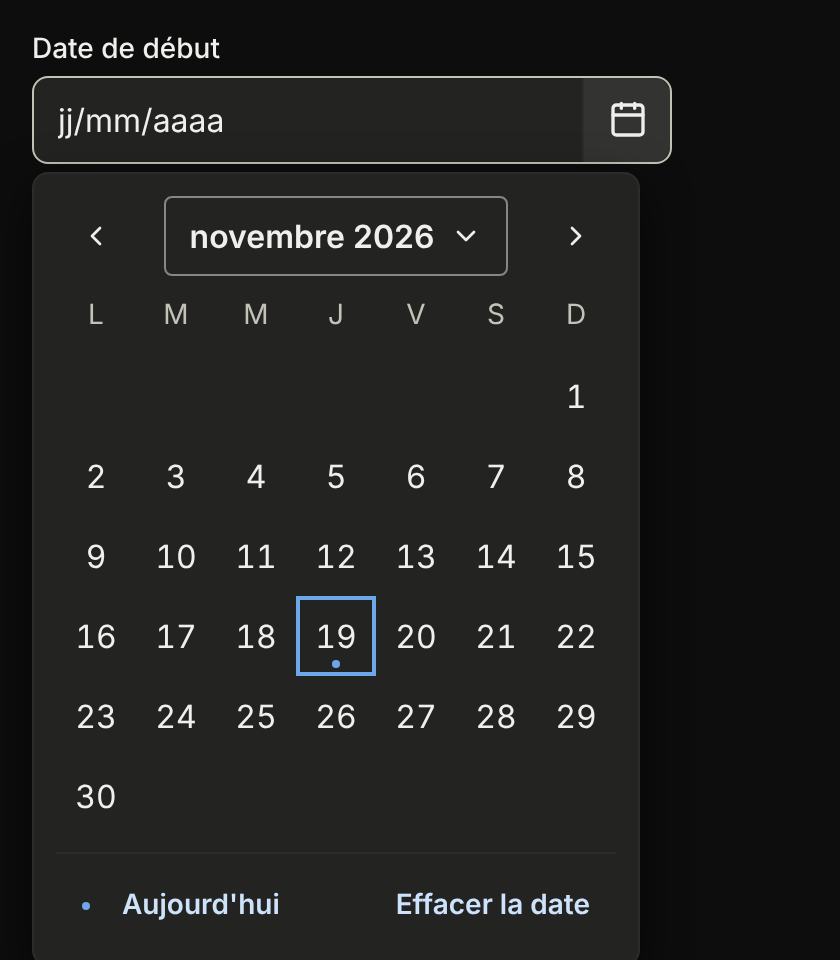 Date de début
jj/mm/aaaa
novembre 2026
L M M J V S D
1
2 3 4 5 6 7 8
9 10 11 12 13 14 15
16 17 18 19 20 21 22
23 24 25 26 27 28 29
30
Aujourd'hui Effacer la date